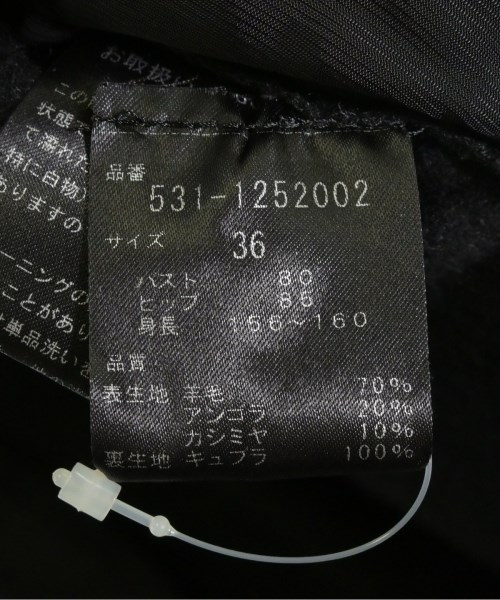 お取扱い
この
状態
で濡れた
特に白物)
ありますの
ーニングの
ことがあり
は単品洗いを
品番
531-1252002
サイズ
36
バスト 80
ヒップ 86
身長 156〜160
品質
表生地 羊毛 70%
アンゴラ 20%
カシミヤ 10%
裏生地 キュプラ 100%